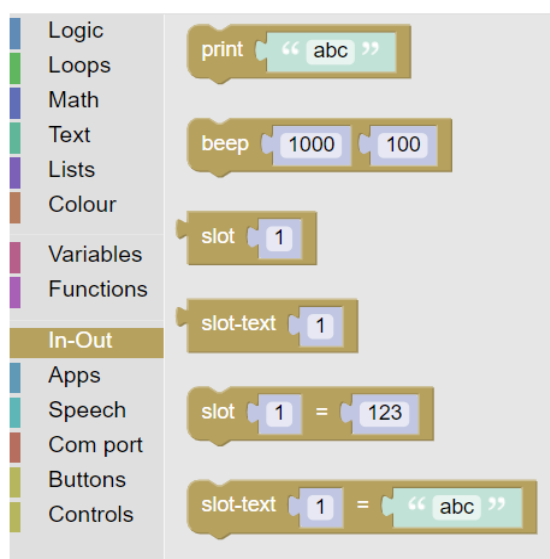 Logic
Loops
Math
Text
Lists
Colour
Variables
Functions
In-Out
Apps
Speech
Com port
Buttons
Controls
print “ abc ”
beep 1000 100
slot 1
slot-text 1
slot 1 = 123
slot-text 1 = “ abc ”